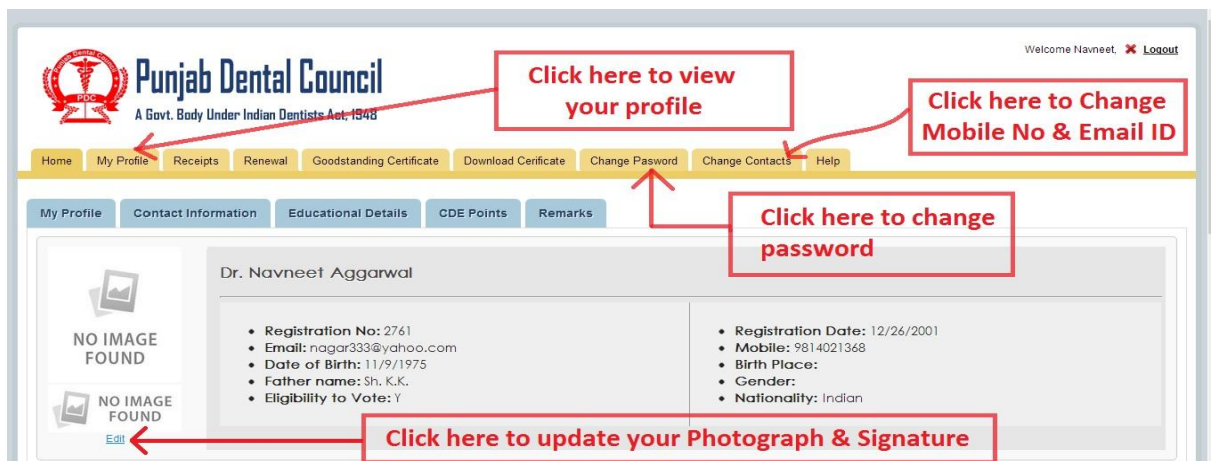 Welcome Navneet, Logout
Dental Council
PDC
Punjab Dental Council
A Govt. Body Under Indian Dentists Act, 1948
Click here to view
your profile
Click here to Change
Mobile No & Email ID
Home My Profile Receipts Renewal Goodstanding Certificate Download Cerificate Change Pasword Change Contacts Help
Click here to change
password
My Profile Contact Information Educational Details CDE Points Remarks
Dr. Navneet Aggarwal
NO IMAGE
FOUND
NO IMAGE
FOUND
Edit
Registration No: 2761
Email: nagar333@yahoo.com
Date of Birth: 11/9/1975
Father name: Sh. K.K.
Eligibility to Vote: Y
Registration Date: 12/26/2001
Mobile: 9814021368
Birth Place:
Gender:
Nationality: Indian
Click here to update your Photograph & Signature